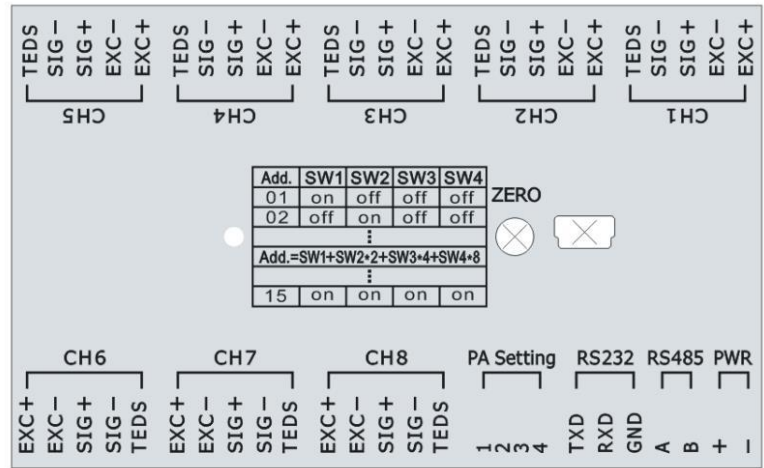 TEDS SIG− SIG+ EXC− EXC+ TEDS SIG− SIG+ EXC− EXC+ TEDS SIG− SIG+ EXC− EXC+ TEDS SIG− SIG+ EXC− EXC+ TEDS SIG− SIG+ EXC− EXC+
CH5 CH4 CH3 CH2 CH1
Add. SW1 SW2 SW3 SW4
01 on off off off
02 off on off off
⋮
Add.=SW1+SW2*2+SW3*4+SW4*8
⋮
15 on on on on
ZERO
CH6 CH7 CH8 PA Setting RS232 RS485 PWR
EXC+ EXC− SIG+ SIG− TEDS EXC+ EXC− SIG+ SIG− TEDS EXC+ EXC− SIG+ SIG− TEDS 1 2 3 4 TXD RXD GND A B + −